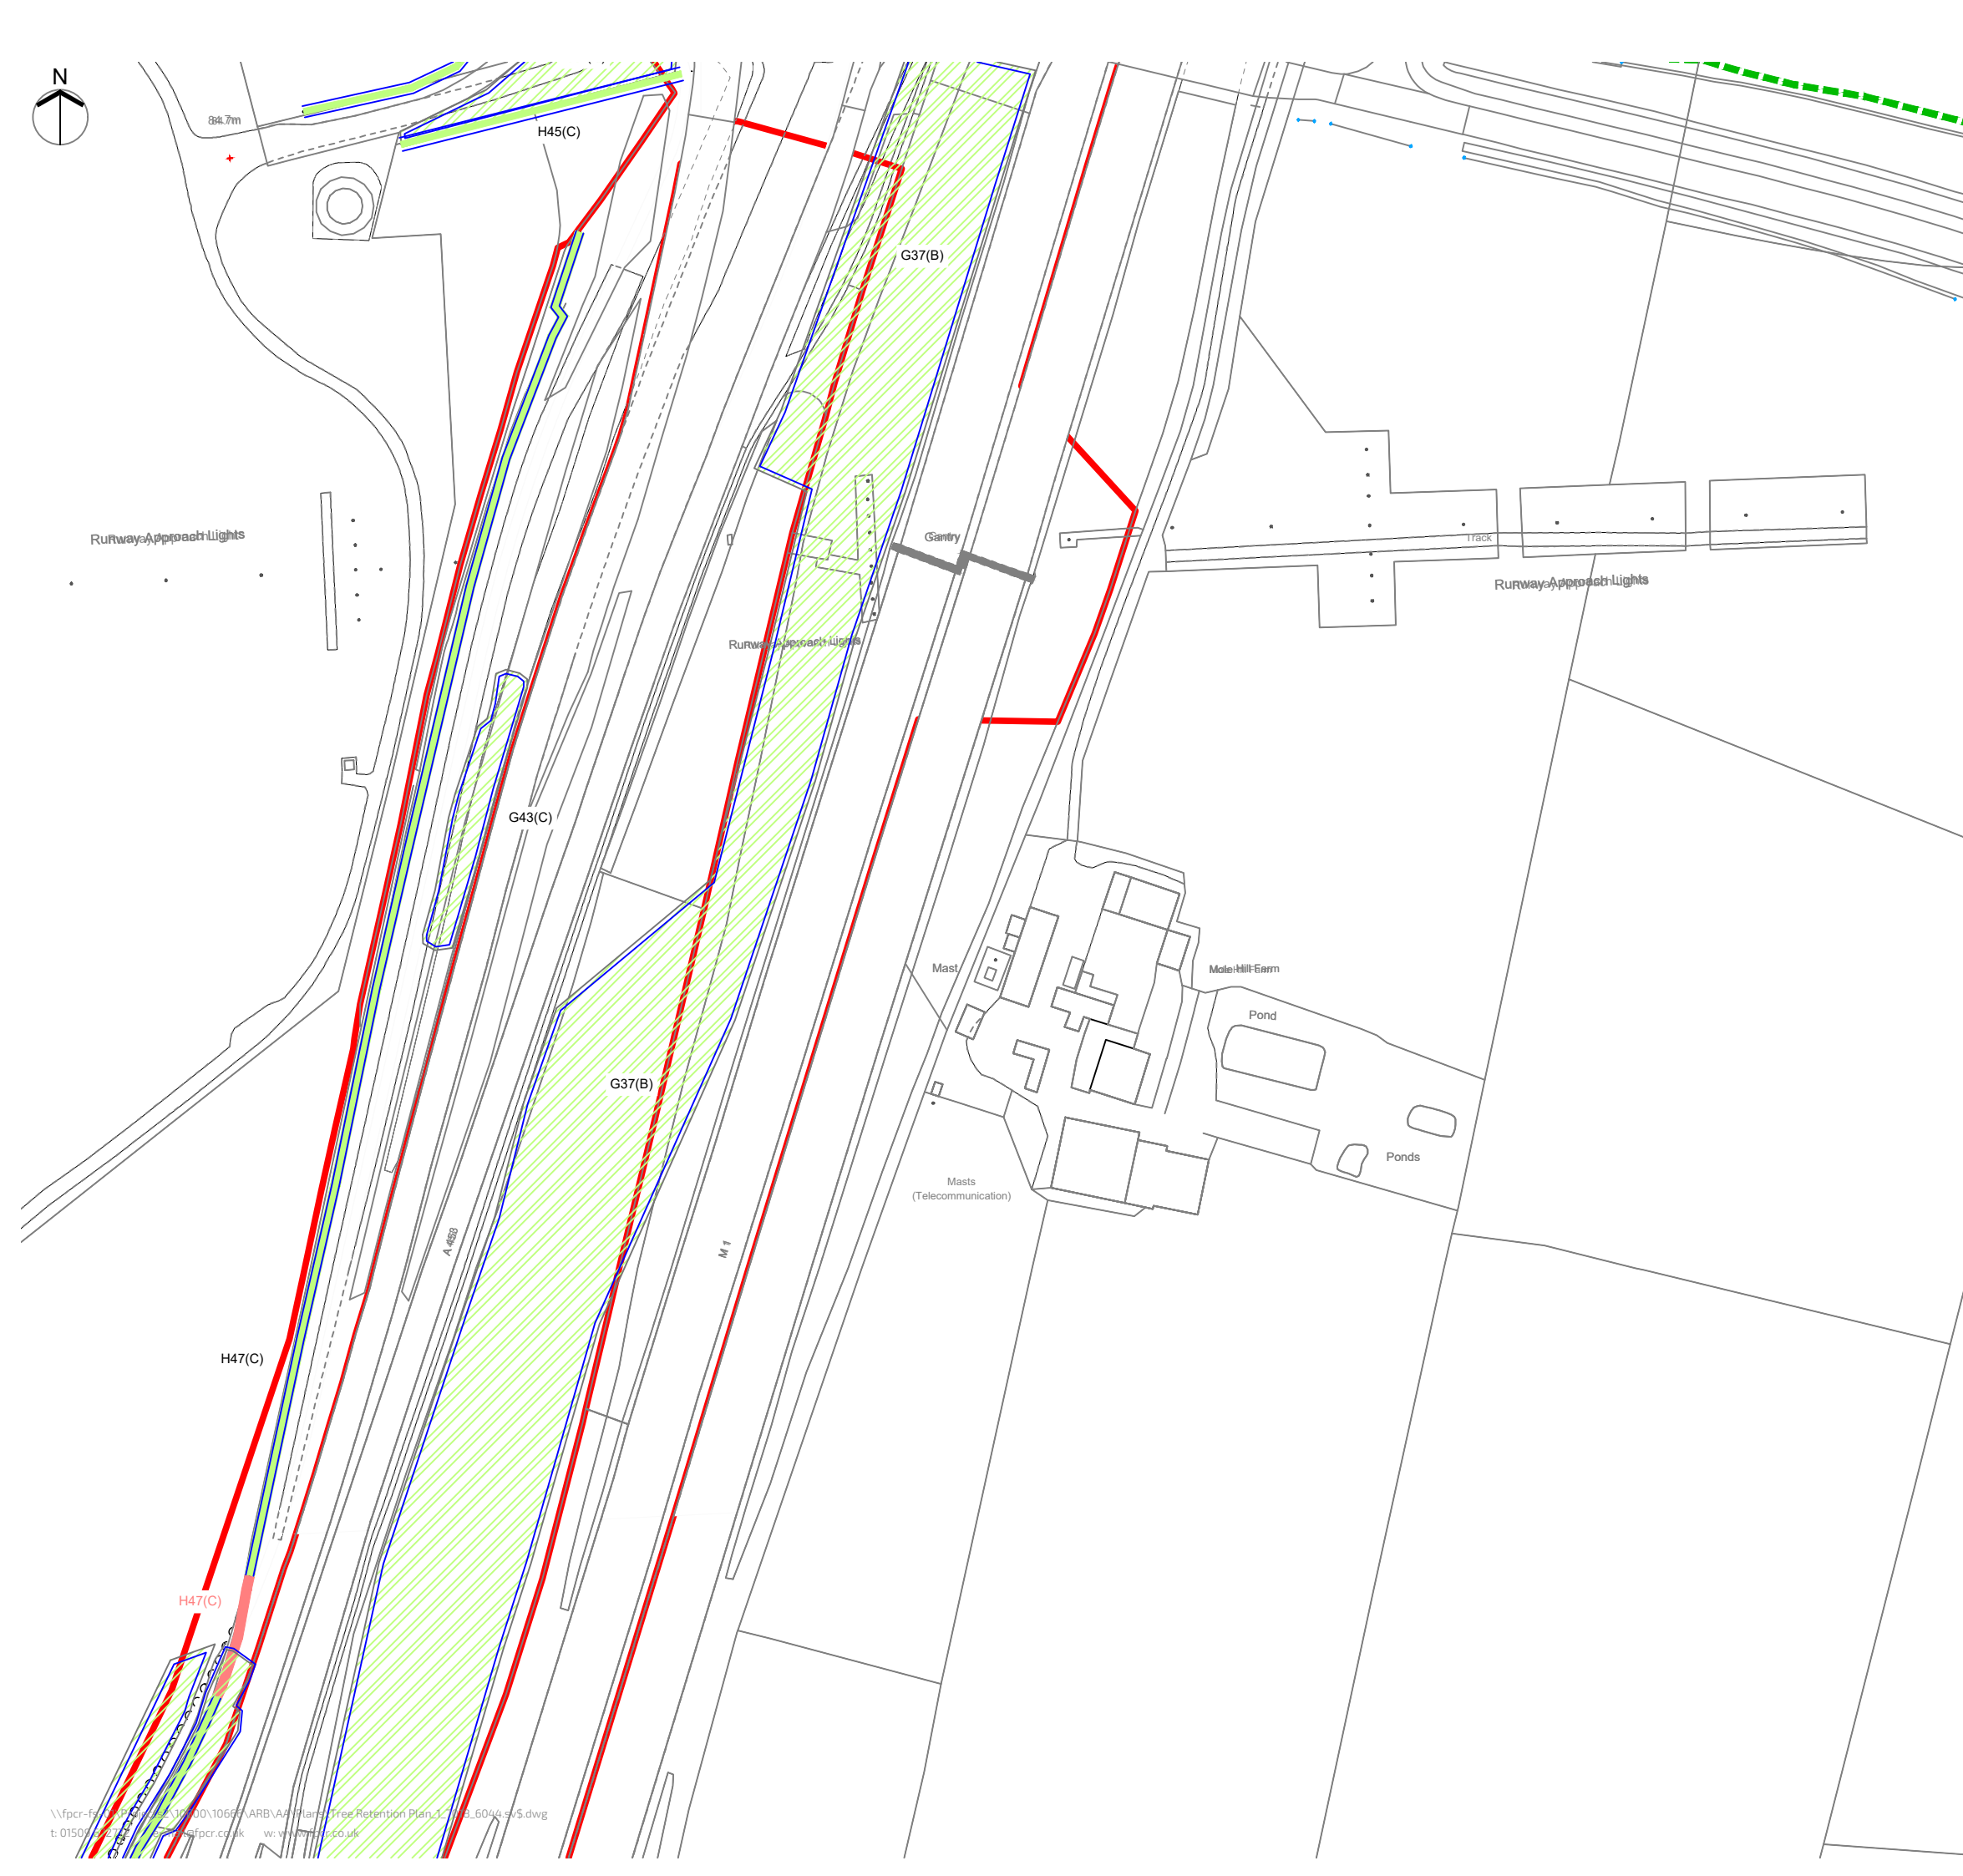 N
84.7m
H45(C)
G37(B)
Runway Approach Lights
Gantry
Track
Runway Approach Lights
Runway Approach Lights
G43(C)
Mast
Mole Hill Farm
Pond
G37(B)
Ponds
Masts
(Telecommunication)
M 1
H47(C)
H47(C)